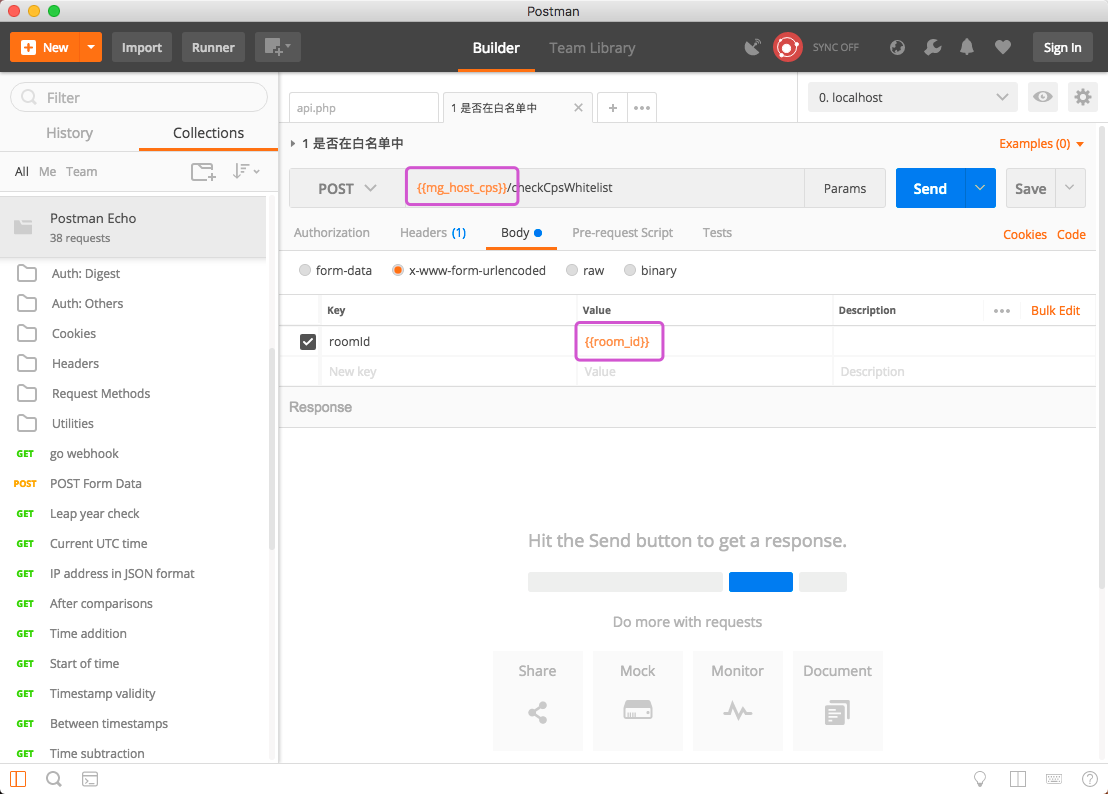 Postman
New
Import
Runner
Builder
Team Library
SYNC OFF
Sign In
Filter
History
Collections
All Me Team
Postman Echo
38 requests
Auth: Digest
Auth: Others
Cookies
Headers
Request Methods
Utilities
GET go webhook
POST POST Form Data
GET Leap year check
GET Current UTC time
GET IP address in JSON format
GET After comparisons
GET Time addition
GET Start of time
GET Timestamp validity
GET Between timestamps
GET Time subtraction
api.php
1 是否在白名单中
0. localhost
1 是否在白名单中
Examples (0)
POST
{{mg_host_cps}}/checkCpsWhitelist
Params
Send
Save
Authorization
Headers (1)
Body
Pre-request Script
Tests
Cookies Code
form-data
x-www-form-urlencoded
raw
binary
Key Value Description Bulk Edit
roomId {{room_id}}
New key Value Description
Response
Hit the Send button to get a response.
Do more with requests
Share Mock Monitor Document